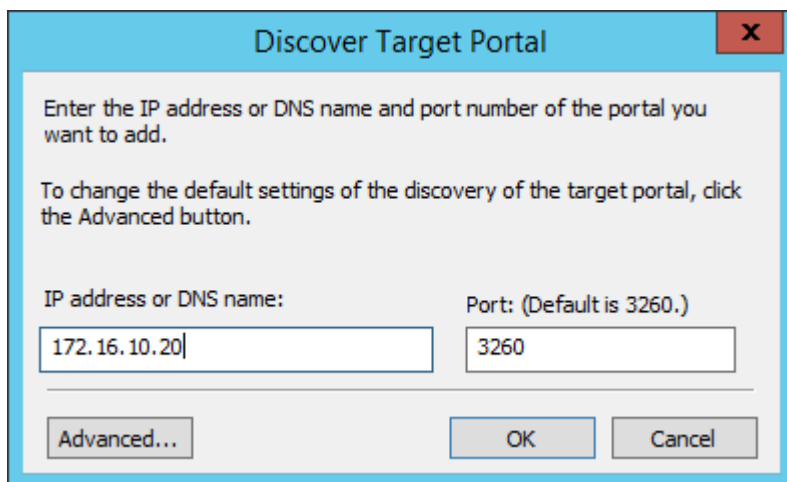 Discover Target Portal
x
Enter the IP address or DNS name and port number of the portal you
want to add.
To change the default settings of the discovery of the target portal, click
the Advanced button.
IP address or DNS name:
Port: (Default is 3260.)
172.16.10.20
3260
Advanced...
OK
Cancel